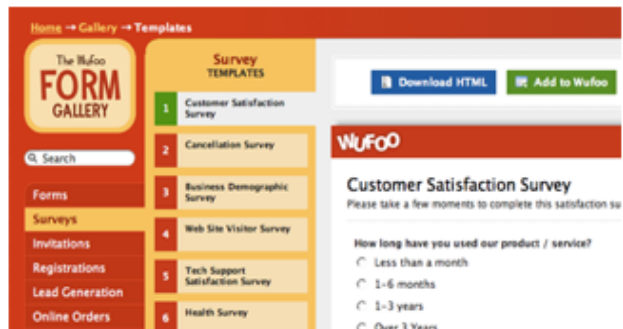 Home → Gallery → Templates
The Wufoo
FORM
GALLERY
Search
Forms
Surveys
Invitations
Registrations
Lead Generation
Online Orders
Survey
TEMPLATES
1
Customer Satisfaction
Survey
2
Cancellation Survey
3
Business Demographic
Survey
4
Web Site Visitor Survey
5
Tech Support
Satisfaction Survey
6
Health Survey
Download HTML
Add to Wufoo
WUFOO
Customer Satisfaction Survey
Please take a few moments to complete this satisfaction su
How long have you used our product / service?
Less than a month
1-6 months
1-3 years
Over 3 Years